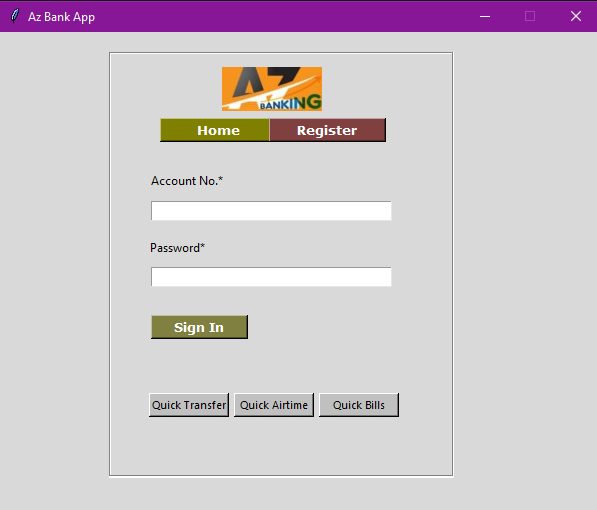 Az Bank App
AZ
BANKING
Home Register
Account No.*
Password*
Sign In
Quick Transfer Quick Airtime Quick Bills